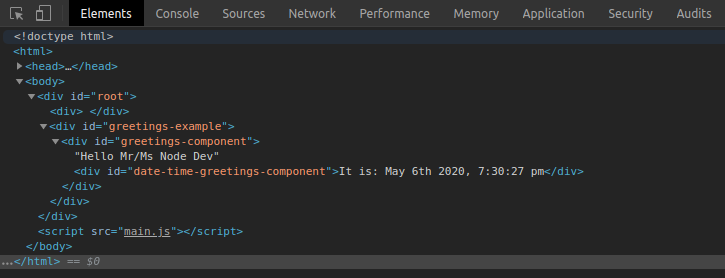 Elements Console Sources Network Performance Memory Application Security Audits
<!doctype html>
<html>
<head>…</head>
<body>
<div id="root">
<div> </div>
<div id="greetings-example">
<div id="greetings-component">
"Hello Mr/Ms Node Dev"
<div id="date-time-greetings-component">It is: May 6th 2020, 7:30:27 pm</div>
</div>
</div>
</div>
<script src="main.js"></script>
</body>
…</html> == $0